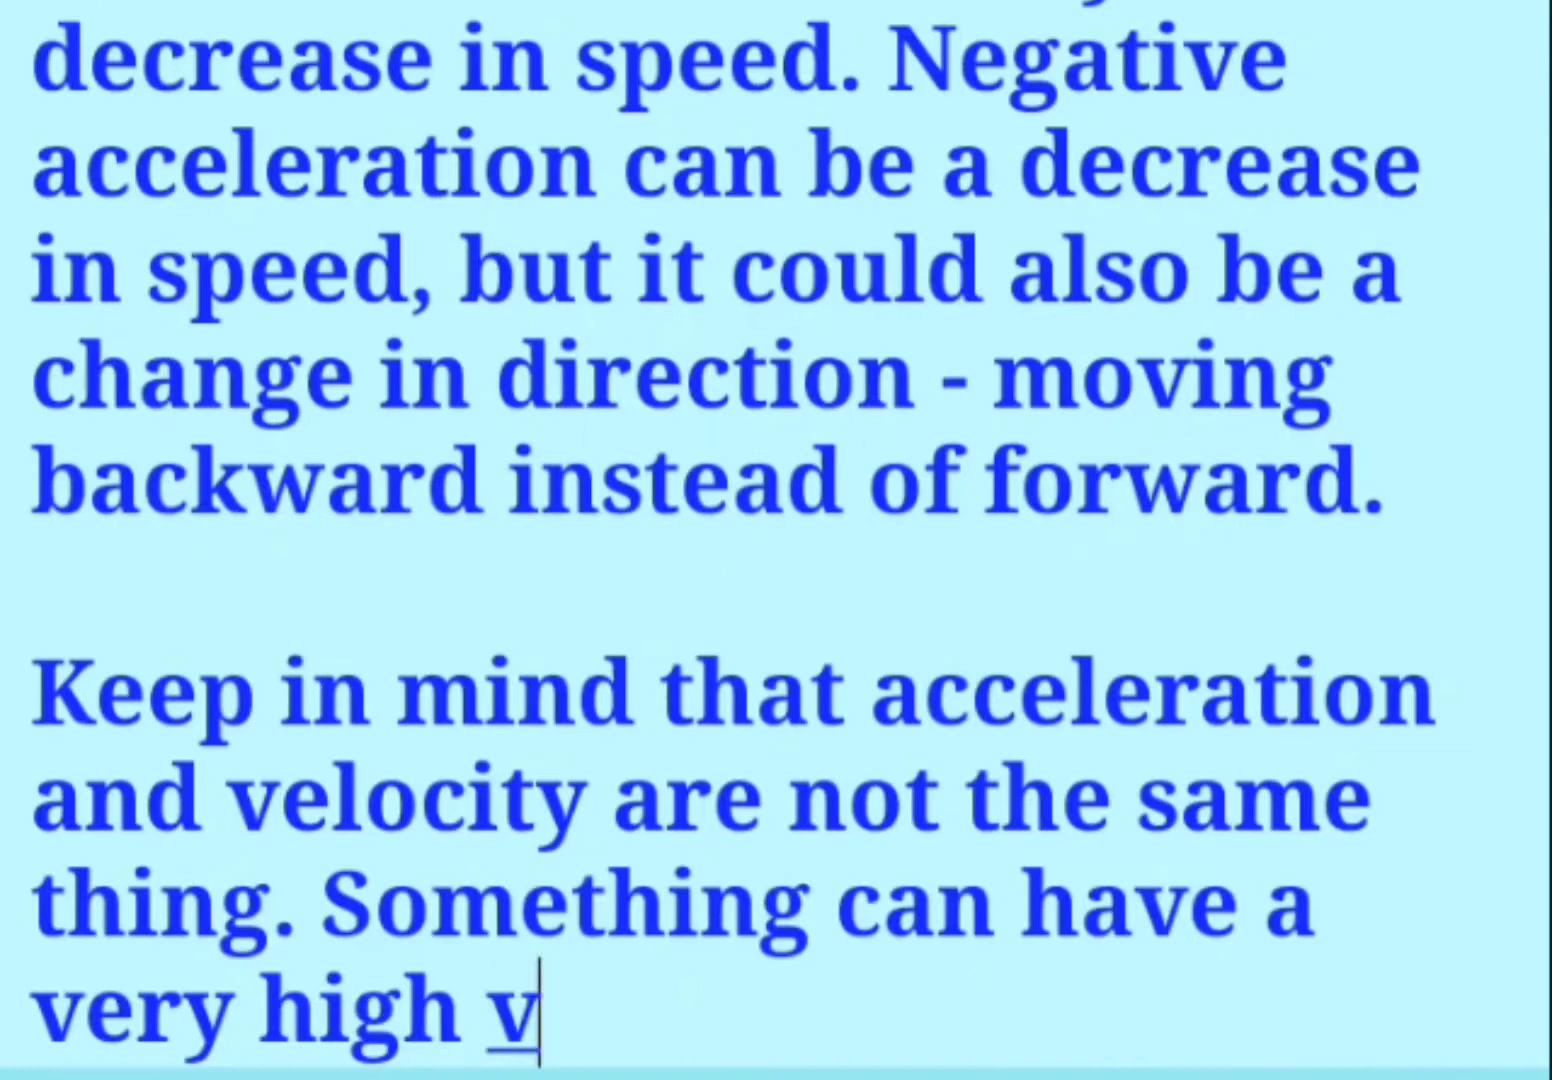 decrease in speed. Negative
acceleration can be a decrease
in speed, but it could also be a
change in direction - moving
backward instead of forward.
Keep in mind that acceleration
and velocity are not the same
thing. Something can have a
very high v